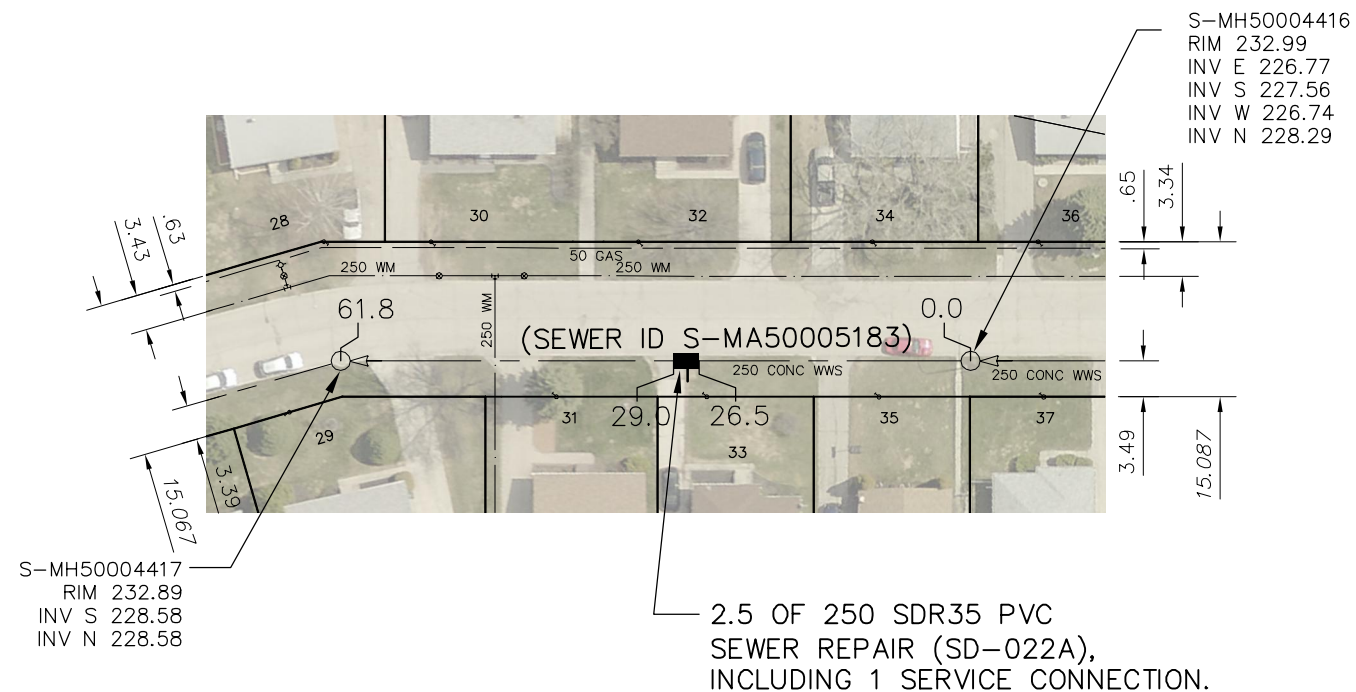 S-MH50004416
RIM 232.99
INV E 226.77
INV S 227.56
INV W 226.74
INV N 228.29
.65
3.34
.63
3.43
28
30
32
34
36
50 GAS
250 WM
250 WM
250 WM
61.8
0.0
(SEWER ID S-MA50005183)
250 CONC WWS
250 CONC WWS
29.0
26.5
29
31
33
35
37
3.49
15.087
3.39
15.067
S-MH50004417
RIM 232.89
INV S 228.58
INV N 228.58
2.5 OF 250 SDR35 PVC
SEWER REPAIR (SD-022A),
INCLUDING 1 SERVICE CONNECTION.